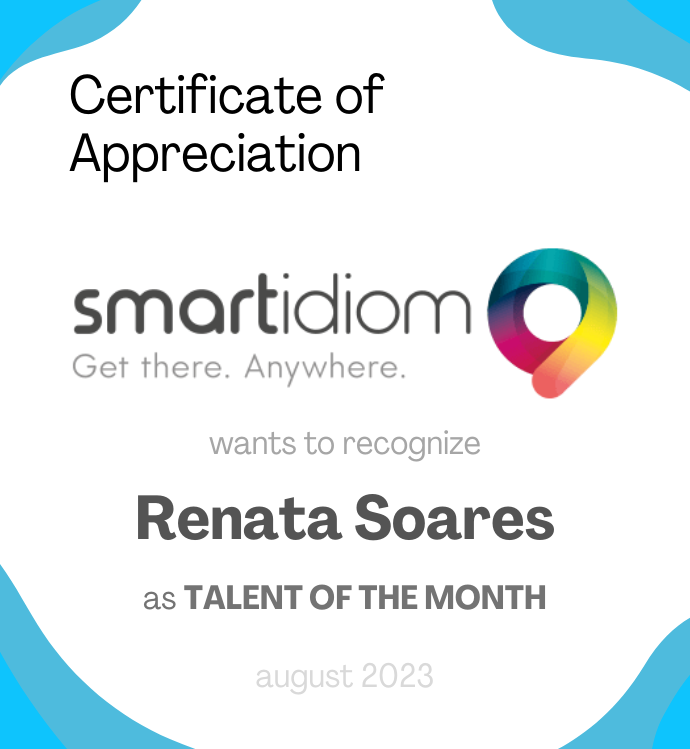 Certificate of
Appreciation
smartidiom
Get there. Anywhere.
wants to recognize
Renata Soares
as TALENT OF THE MONTH
august 2023